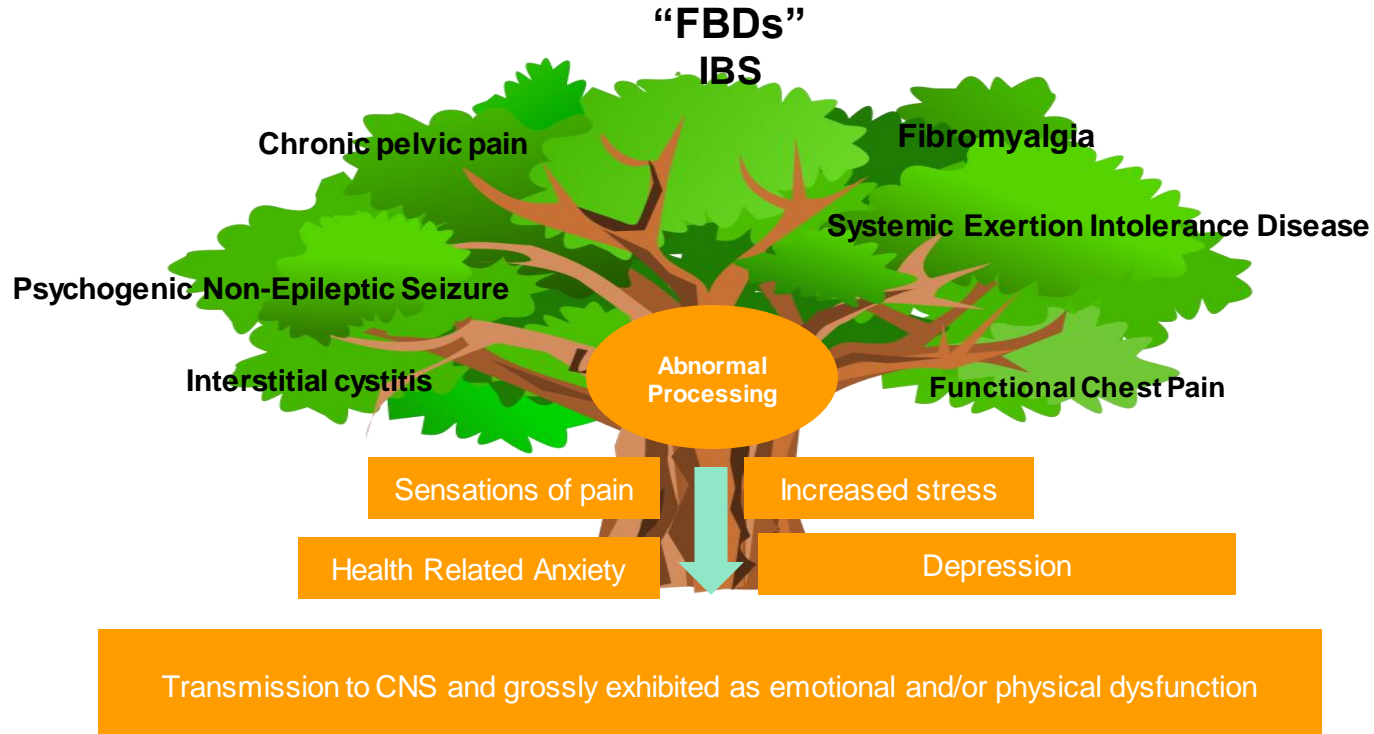 “FBDs”
IBS
Chronic pelvic pain
Fibromyalgia
Systemic Exertion Intolerance Disease
Psychogenic Non-Epileptic Seizure
Interstitial cystitis
Abnormal
Processing
Functional Chest Pain
Sensations of pain
Increased stress
Health Related Anxiety
Depression
Transmission to CNS and grossly exhibited as emotional and/or physical dysfunction